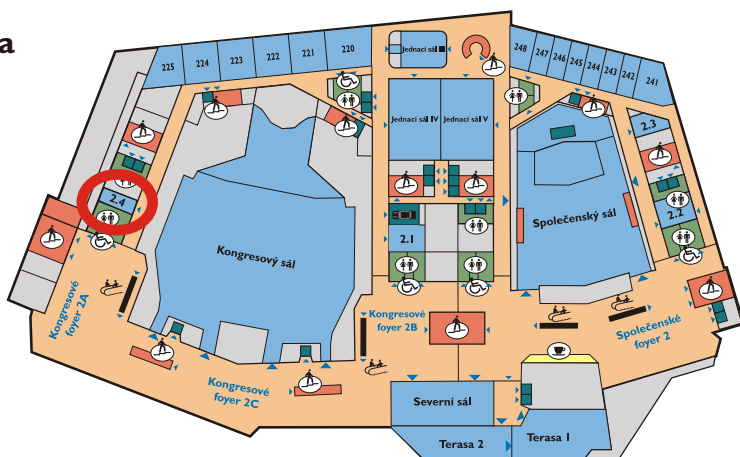 a
225
224
223
222
221
220
Jednací sál
248
247
246
245
244
243
242
241
Jednací sál IV
Jednací sál V
2.3
2.4
2.2
2.1
Společenský sál
Kongresový sál
Kongresové
foyer 2A
Kongresové
foyer 2B
Společenské
foyer 2
Kongresové
foyer 2C
Severní sál
Terasa 2
Terasa 1